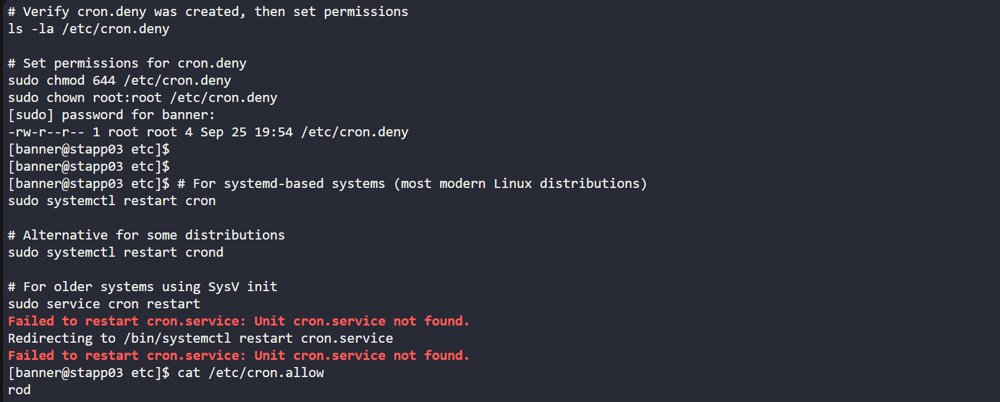 # Verify cron.deny was created, then set permissions
ls -la /etc/cron.deny
# Set permissions for cron.deny
sudo chmod 644 /etc/cron.deny
sudo chown root:root /etc/cron.deny
[sudo] password for banner:
-rw-r--r-- 1 root root 4 Sep 25 19:54 /etc/cron.deny
[banner@stapp03 etc]$
[banner@stapp03 etc]$
[banner@stapp03 etc]$ # For systemd-based systems (most modern Linux distributions)
sudo systemctl restart cron
# Alternative for some distributions
sudo systemctl restart crond
# For older systems using SysV init
sudo service cron restart
Failed to restart cron.service: Unit cron.service not found.
Redirecting to /bin/systemctl restart cron.service
Failed to restart cron.service: Unit cron.service not found.
[banner@stapp03 etc]$ cat /etc/cron.allow
rod